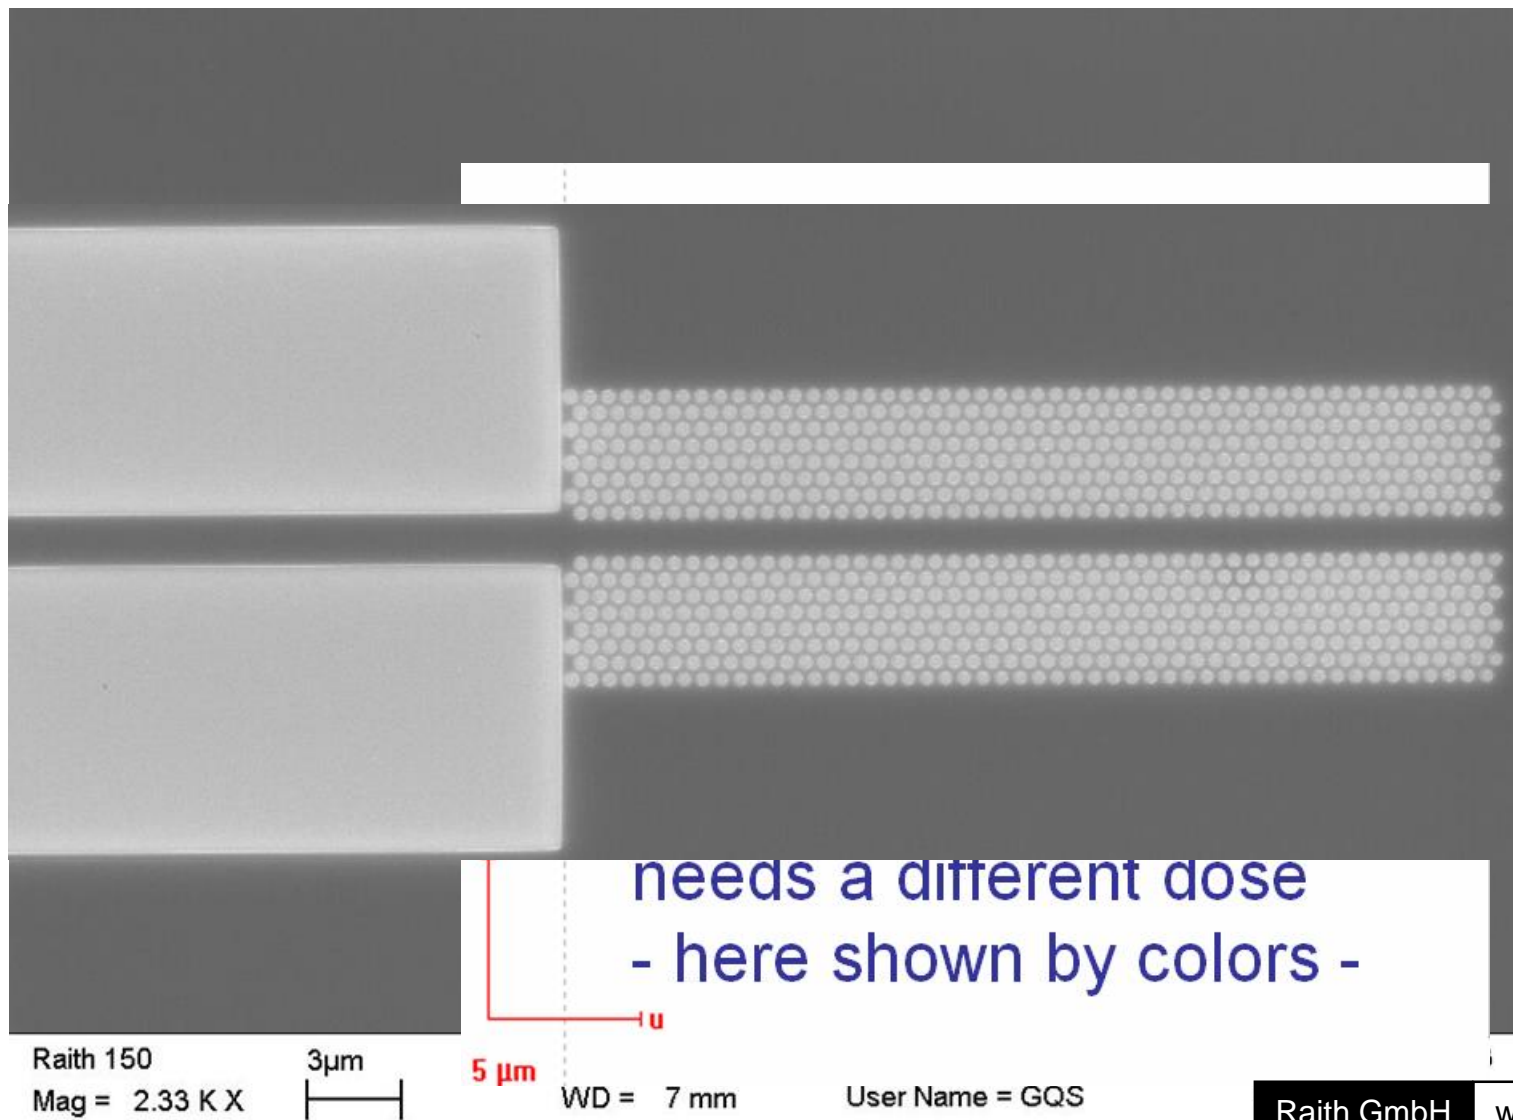 needs a different dose
- here shown by colors -
u
5 µm
Raith 150
3µm
Mag = 2.33 K X
WD = 7 mm
User Name = GQS
Raith GmbH